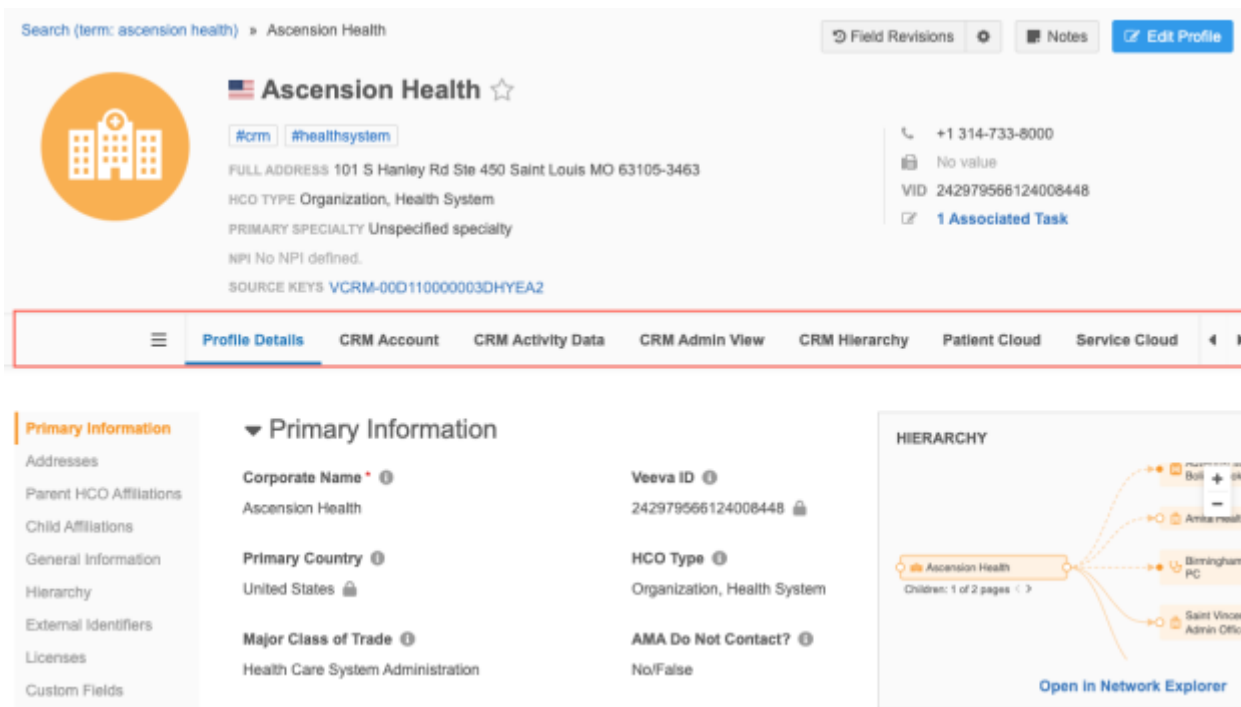 Search (term: ascension health) » Ascension Health
Field Revisions
Notes
Edit Profile
Ascension Health
#crm #healthsystem
FULL ADDRESS 101 S Hanley Rd Ste 450 Saint Louis MO 63105-3463
HCO TYPE Organization, Health System
PRIMARY SPECIALTY Unspecified specialty
NPI No NPI defined.
SOURCE KEYS VCRM-00D110000003DHYEA2
+1 314-733-8000
No value
VID 242979566124008448
1 Associated Task
Profile Details CRM Account CRM Activity Data CRM Admin View CRM Hierarchy Patient Cloud Service Cloud
Primary Information
Addresses
Parent HCO Affiliations
Child Affiliations
General Information
Hierarchy
External Identifiers
Licenses
Custom Fields
Primary Information
Corporate Name *
Ascension Health
Veeva ID
242979566124008448
Primary Country
United States
HCO Type
Organization, Health System
Major Class of Trade
Health Care System Administration
AMA Do Not Contact?
No/False
HIERARCHY
+
-
Ascension Health
Children: 1 of 2 pages < >
Amita
Birmingham
PC
Saint
Admin
Open in Network Explorer